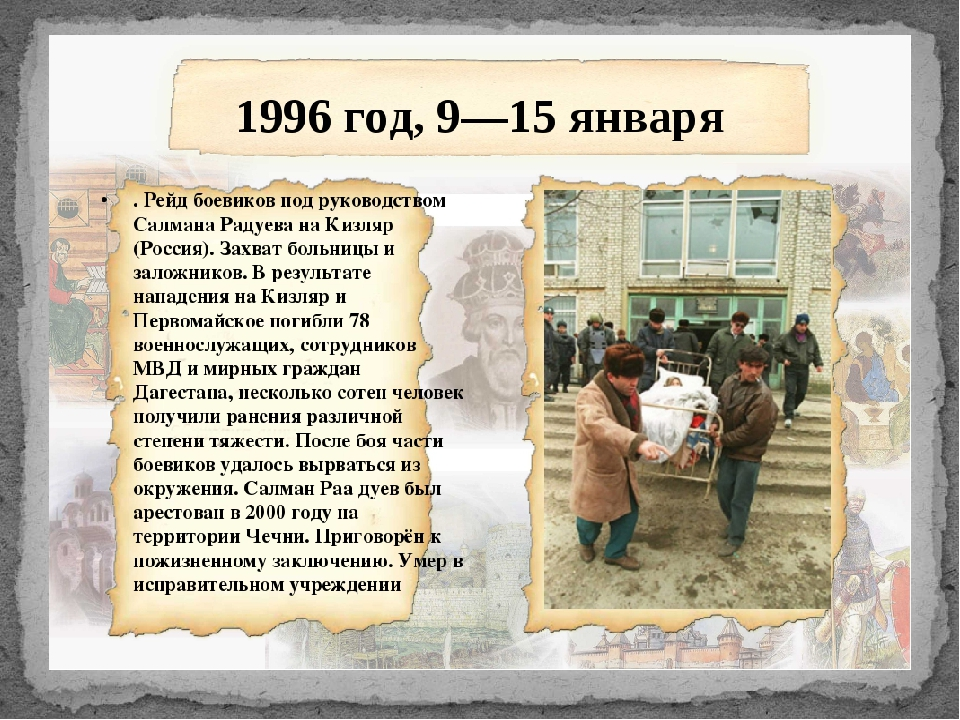 1996 год, 9—15 января
• . Рейд боевиков под руководством
Салмана Радуева на Кизляр
(Россия). Захват больницы и
заложников. В результате
нападения на Кизляр и
Первомайское погибли 78
военнослужащих, сотрудников
МВД и мирных граждан
Дагестана, несколько сотен человек
получили ранения различной
степени тяжести. После боя части
боевиков удалось вырваться из
окружения. Салман Раа дуев был
арестован в 2000 году на
территории Чечни. Приговорён к
пожизненному заключению. Умер в
исправительном учреждении